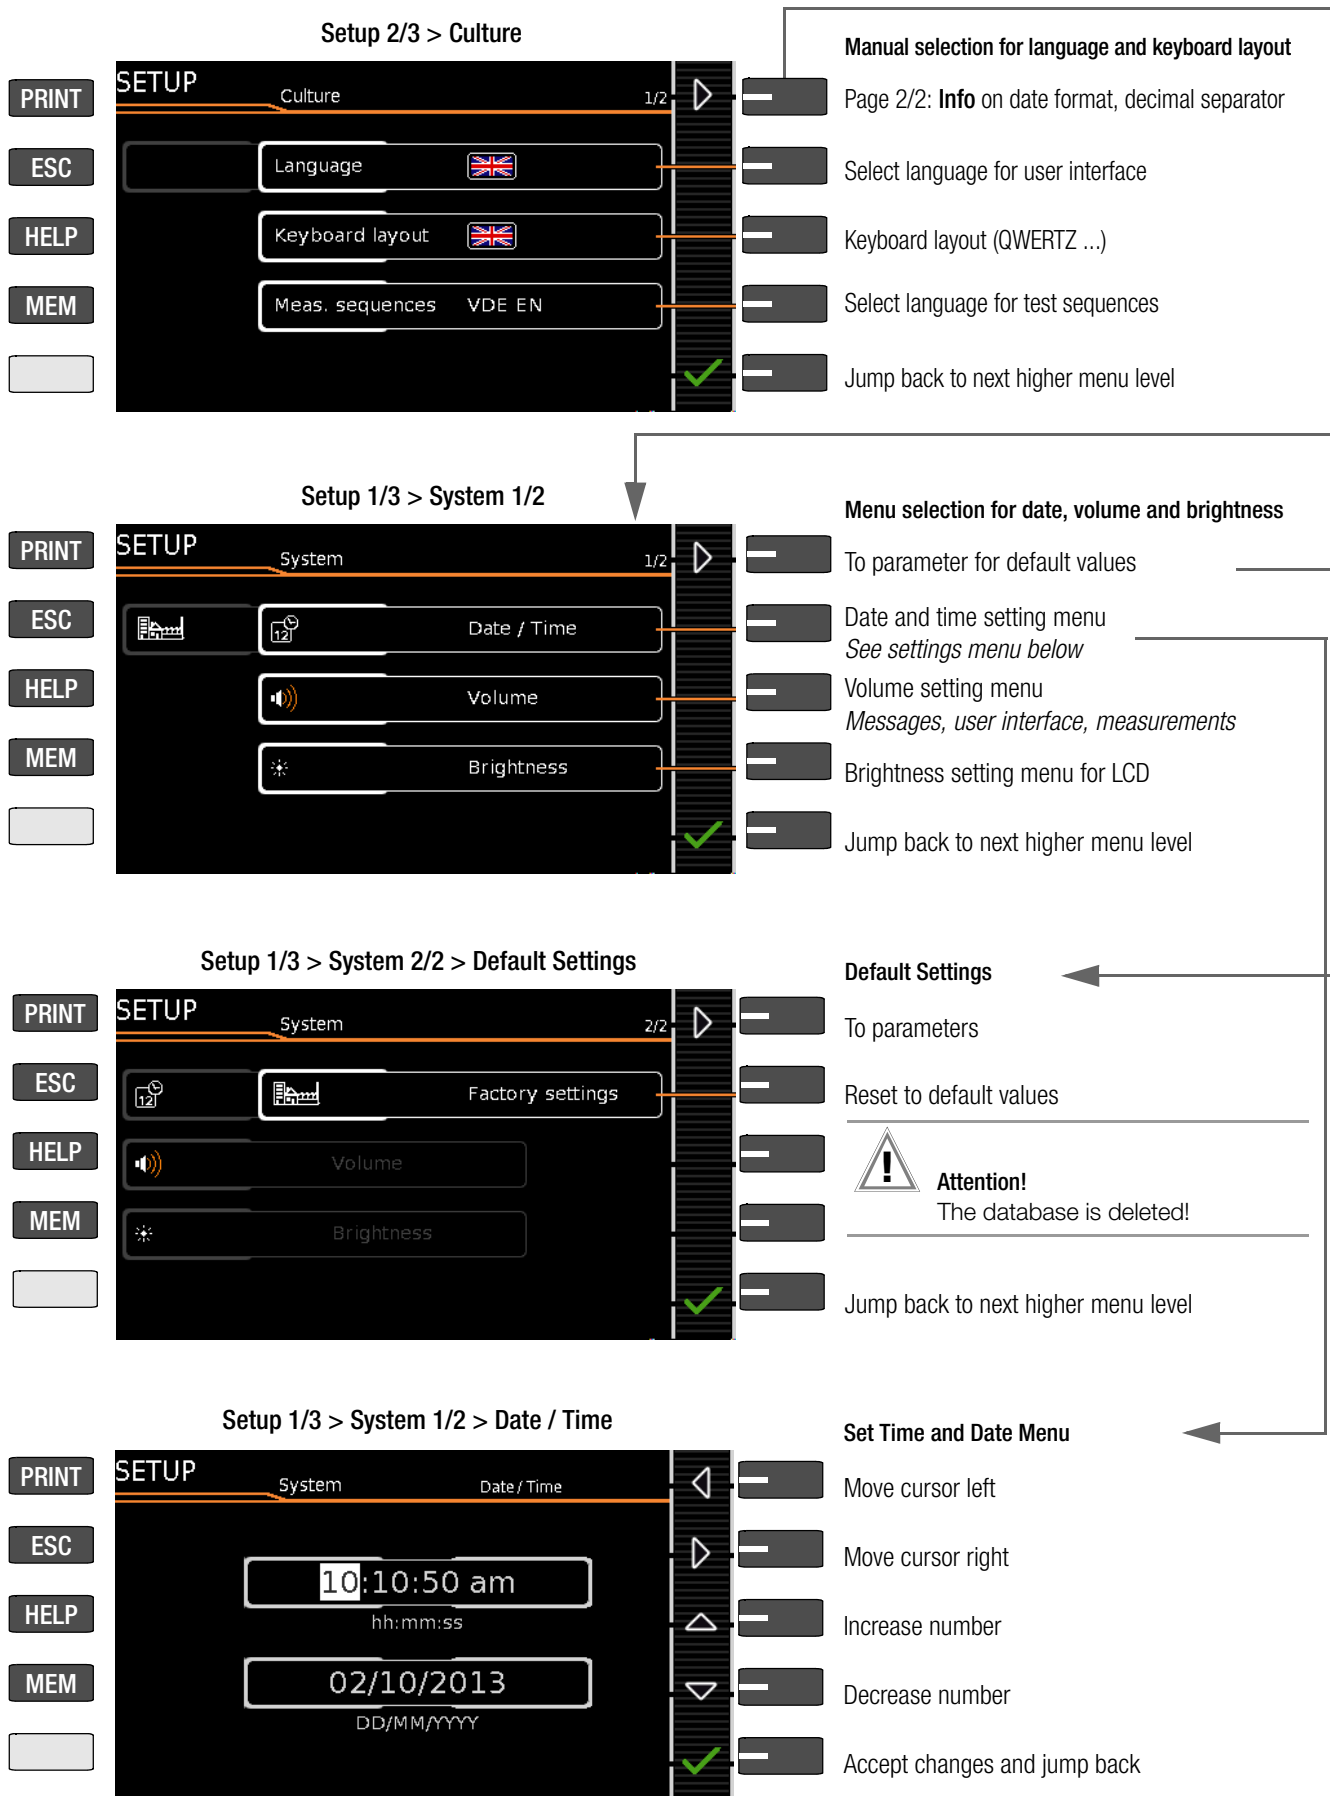 Setup 2/3 > Culture
Manual selection for language and keyboard layout
PRINT
SETUP
Culture
1/2
Page 2/2: Info on date format, decimal separator
ESC
Language
Select language for user interface
HELP
Keyboard layout
Keyboard layout (QWERTZ ...)
MEM
Meas. sequences VDE EN
Select language for test sequences
Jump back to next higher menu level
Setup 1/3 > System 1/2
Menu selection for date, volume and brightness
PRINT
SETUP
System
1/2
To parameter for default values
ESC
12
Date / Time
Date and time setting menu
See settings menu below
HELP
Volume
Volume setting menu
Messages, user interface, measurements
MEM
Brightness
Brightness setting menu for LCD
Jump back to next higher menu level
Setup 1/3 > System 2/2 > Default Settings
Default Settings
PRINT
SETUP
System
2/2
To parameters
ESC
12
Factory settings
Reset to default values
HELP
Volume
Attention!
The database is deleted!
MEM
Brightness
Jump back to next higher menu level
Setup 1/3 > System 1/2 > Date / Time
Set Time and Date Menu
PRINT
SETUP
System
Date / Time
Move cursor left
ESC
Move cursor right
10:10:50 am
HELP
hh:mm:ss
Increase number
MEM
02/10/2013
Decrease number
DD/MM/YYYY
Accept changes and jump back